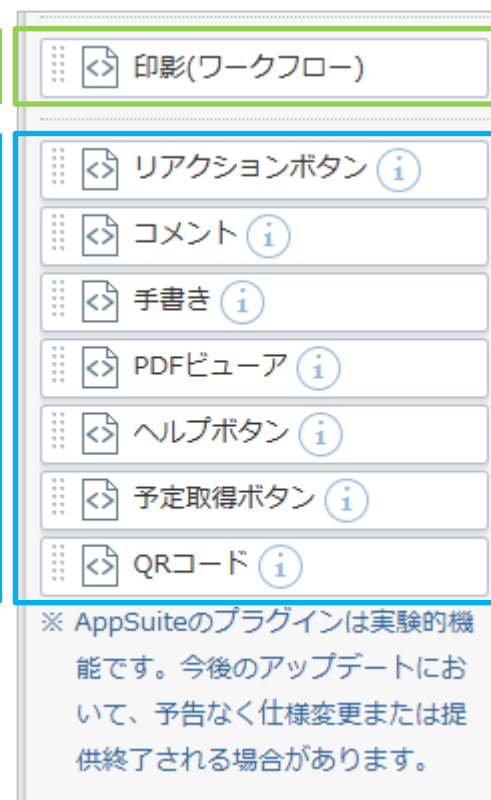 印影(ワークフロー)
リアクションボタン
コメント
手書き
PDFビューア
ヘルプボタン
予定取得ボタン
QRコード
※ AppSuiteのプラグインは実験的機
能です。今後のアップデートにお
いて、予告なく仕様変更または提
供終了される場合があります。